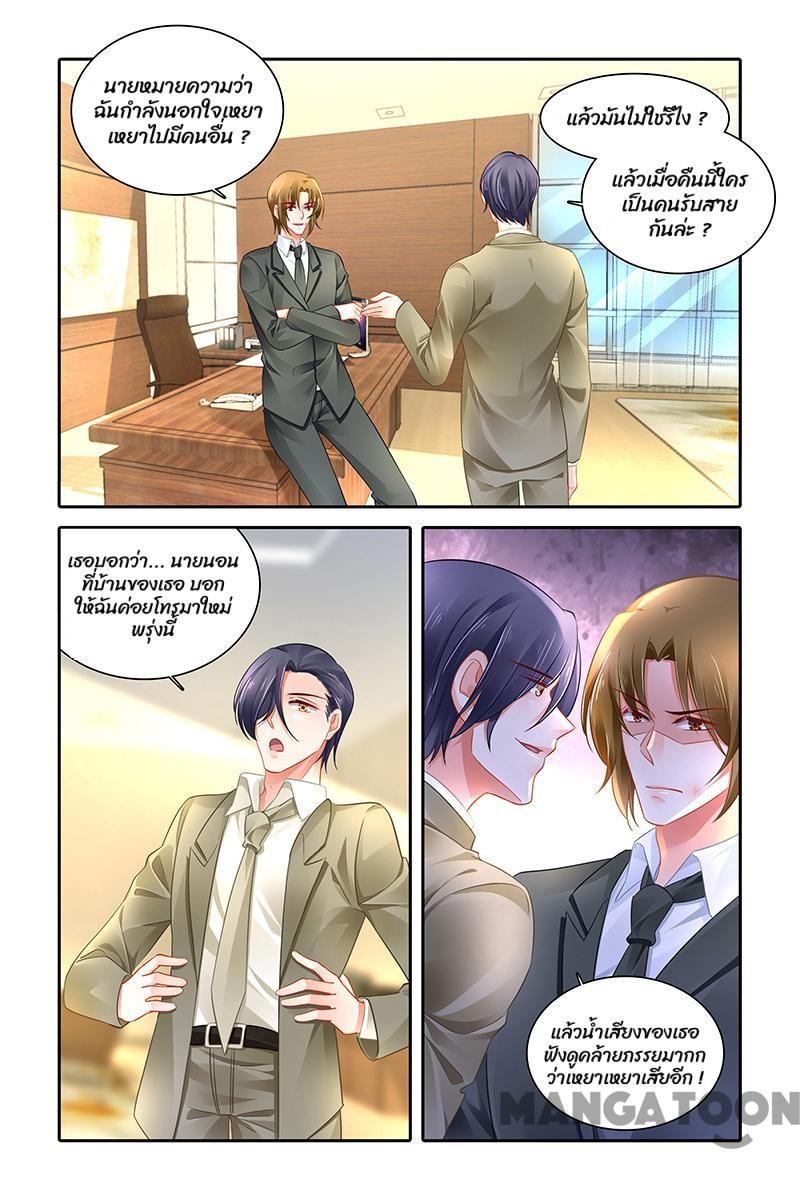 นายหมายความว่า
ฉันกำลังนอกใจเหยา
เหยาไปมีคนอื่น ?
แล้วมันไม่ใช่รึไง ?
แล้วเมื่อคืนนี้ใคร
เป็นคนรับสาย
กันล่ะ ?
เธอบอกว่า... นายนอน
ที่บ้านของเธอ บอก
ให้ฉันค่อยโทรมาใหม่
พรุ่งนี้
แล้วน้ำเสียงของเธอ
ฟังดูคล้ายภรรยามากก
ว่าเหยาเหยาเสียอีก !
MANGATOON